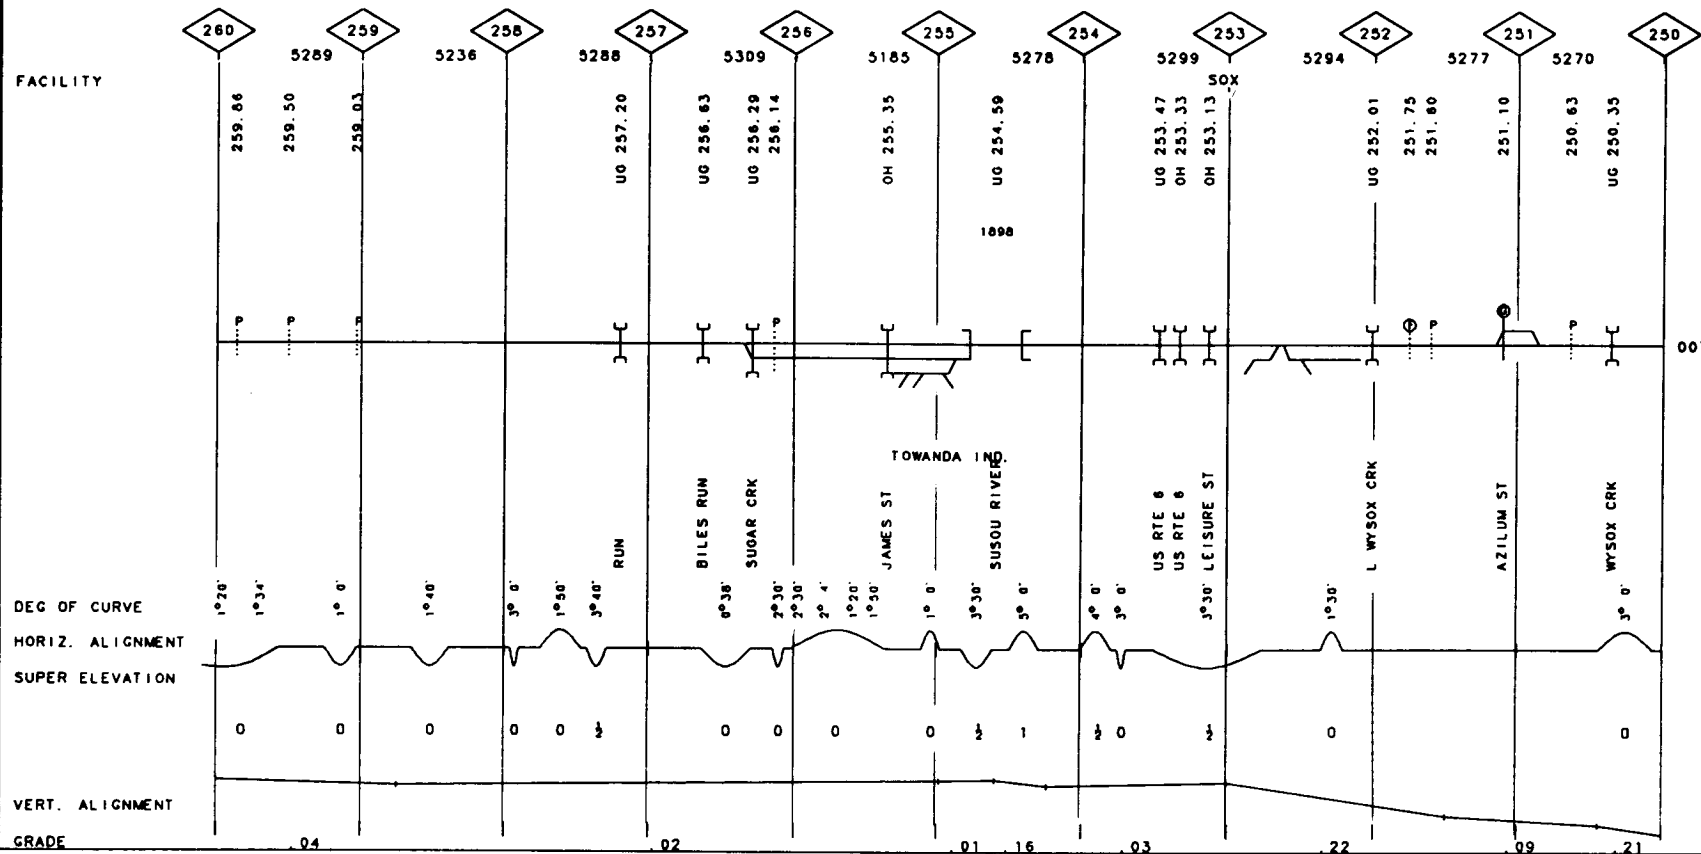 260 259 258 257 256 255 254 253 252 251 250
5289 5236 5288 5309 5185 5278 5299 5294 5277 5270
FACILITY
SOX
259.86
259.50
259.03
UG 257.20
UG 256.63
UG 256.29
256.14
OH 255.35
UG 254.59
UG 253.47
OH 253.33
OH 253.13
UG 252.01
251.75
251.60
251.10
250.63
UG 250.35
1898
P P P P P P
00
TOWANDA IND.
RUN
BILES RUN
SUGAR CRK
JAMES ST
SUSQU RIVER
US RTE 6
US RTE 6
LEISURE ST
L WYSOX CRK
AZILUM ST
WYSOX CRK
DEG OF CURVE
1°20' 1°34' 1° 0' 1°40' 3° 0' 1°50' 3°40' 0°38' 2°30' 2°30' 2° 4' 1°20' 1°50' 1° 0' 3°30' 5° 0' 4° 0' 3° 0' 3°30' 1°30' 3° 0'
HORIZ. ALIGNMENT
SUPER ELEVATION
0 0 0 0 0 ½ 0 0 0 0 ½ 1 ½ 0 ½ 0 0
VERT. ALIGNMENT
GRADE .04 .02 .01 .16 .03 .22 .09 .21